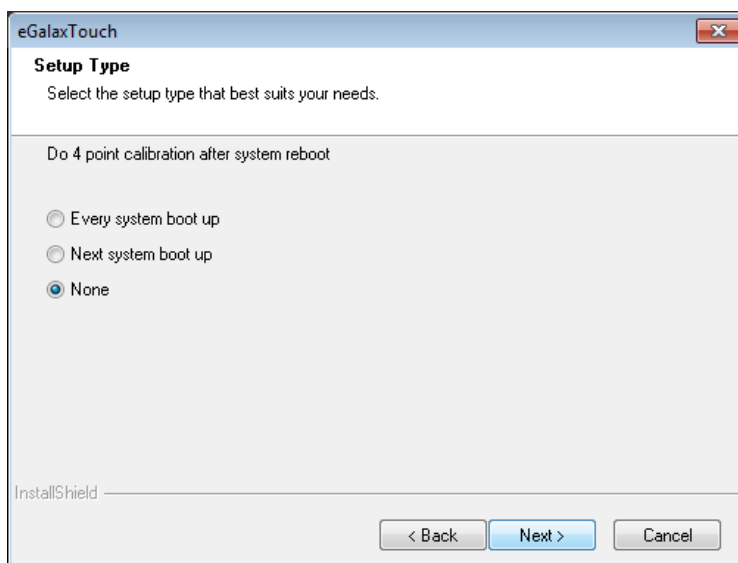 eGalaxTouch
Setup Type
Select the setup type that best suits your needs.
Do 4 point calibration after system reboot
Every system boot up
Next system boot up
None
InstallShield
< Back
Next >
Cancel